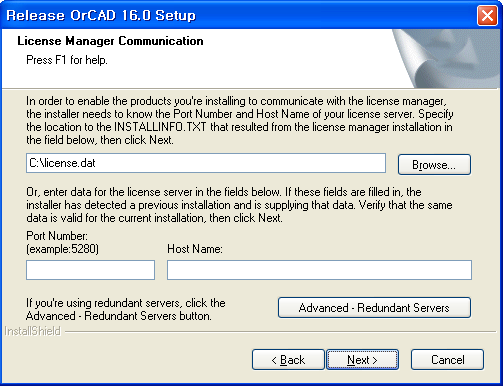 Release OrCAD 16.0 Setup
License Manager Communication
Press F1 for help.
In order to enable the products you're installing to communicate with the license manager,
the installer needs to know the Port Number and Host Name of your license server. Specify
the location to the INSTALLINFO.TXT that resulted from the license manager installation in
the field below, then click Next.
C:\license.dat
Browse...
Or, enter data for the license server in the fields below. If these fields are filled in, the
installer has detected a previous installation and is supplying that data. Verify that the same
data is valid for the current installation, then click Next.
Port Number:
(example:5280)
Host Name:
If you're using redundant servers, click the
Advanced - Redundant Servers button.
Advanced - Redundant Servers
InstallShield
< Back
Next >
Cancel